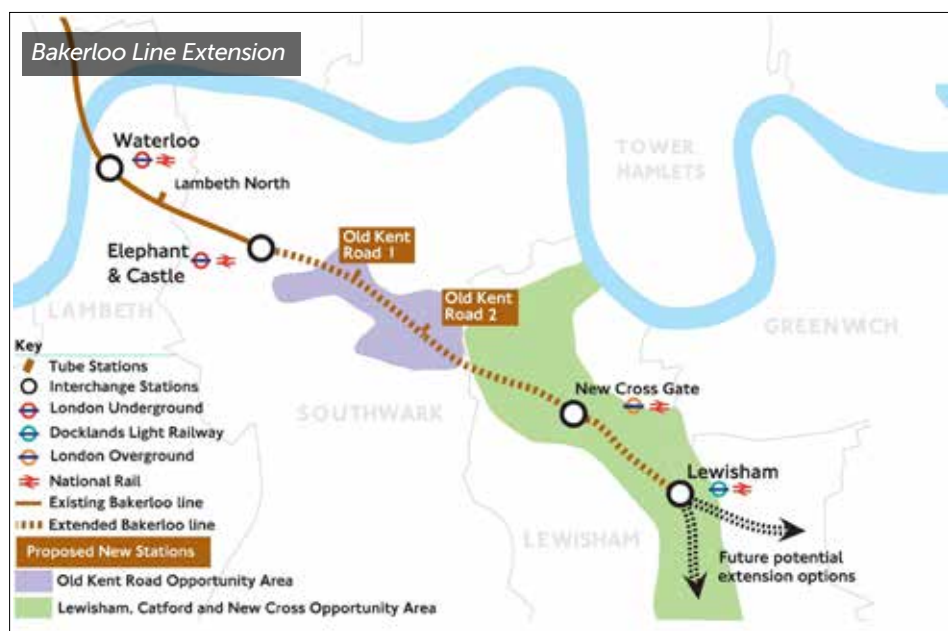 Bakerloo Line Extension
Waterloo
Lambeth North
Elephant
& Castle
Old Kent
Road 1
Old Kent
Road 2
TOWER
HAMLETS
LAMBETH
GREENWICH
SOUTHWARK
New Cross Gate
Lewisham
LEWISHAM
Future potential
extension options
Key
Tube Stations
Interchange Stations
London Underground
Docklands Light Railway
London Overground
National Rail
Existing Bakerloo line
Extended Bakerloo line
Proposed New Stations
Old Kent Road Opportunity Area
Lewisham, Catford and New Cross Opportunity Area